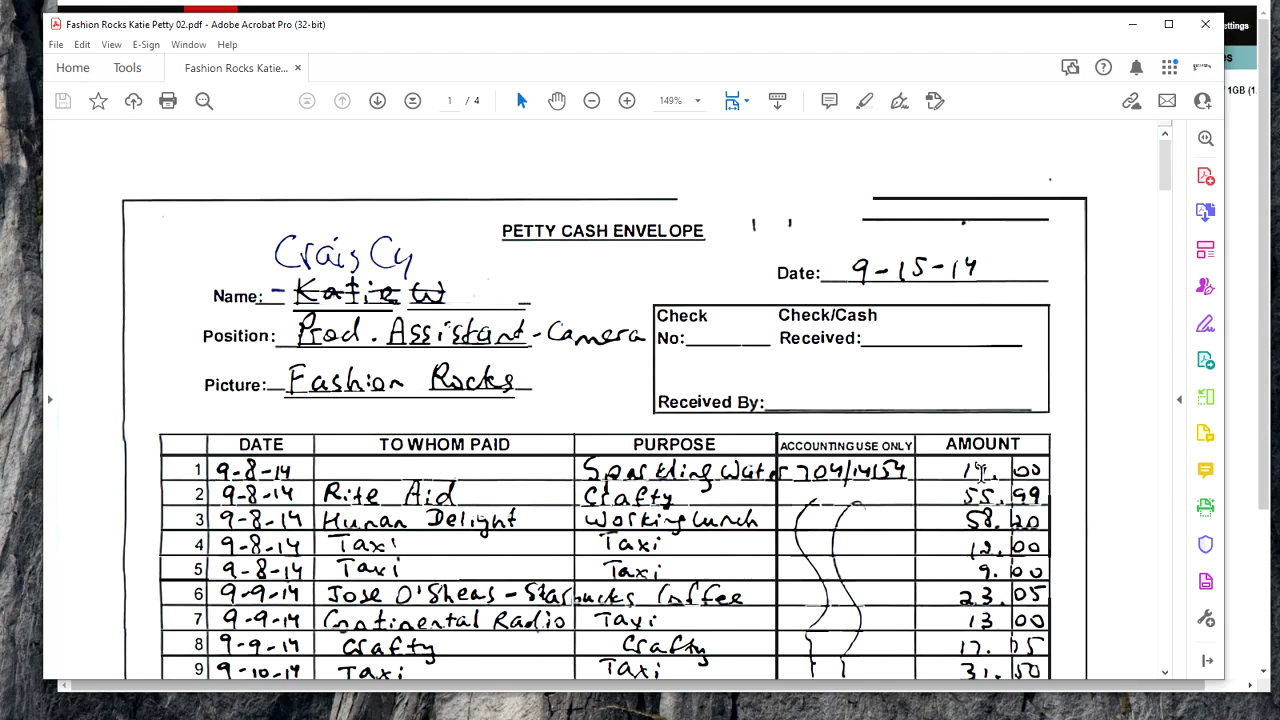 Fashion Rocks Katie Petty 02.pdf - Adobe Acrobat Pro (32-bit)
ettings
File Edit View E-Sign Window Help
Home Tools Fashion Rocks Katie... ×
es
1 / 4 149%
1GB (1.
PETTY CASH ENVELOPE
Craig Cy
Date: 9-15-14
Name: Katie W
Position: Prod. Assistant - Camera
Picture: Fashion Rocks
Check Check/Cash
No: Received:
Received By:
DATE TO WHOM PAID PURPOSE ACCOUNTING USE ONLY AMOUNT
1 9-8-14 Sparkling Water 704/14154 00
2 9-8-14 Rite Aid Crafty 55.99
3 9-8-14 Human Delight Working Lunch 58.20
4 9-8-14 Taxi Taxi 12.00
5 9-8-14 Taxi Taxi 9.00
6 9-9-14 Jose O'Sheas - Starbucks Coffee 23.05
7 9-9-14 Continental Radio Taxi 13 00
8 9-9-14 Crafty Crafty 17.
9 9-10-14 Taxi Taxi 31.50